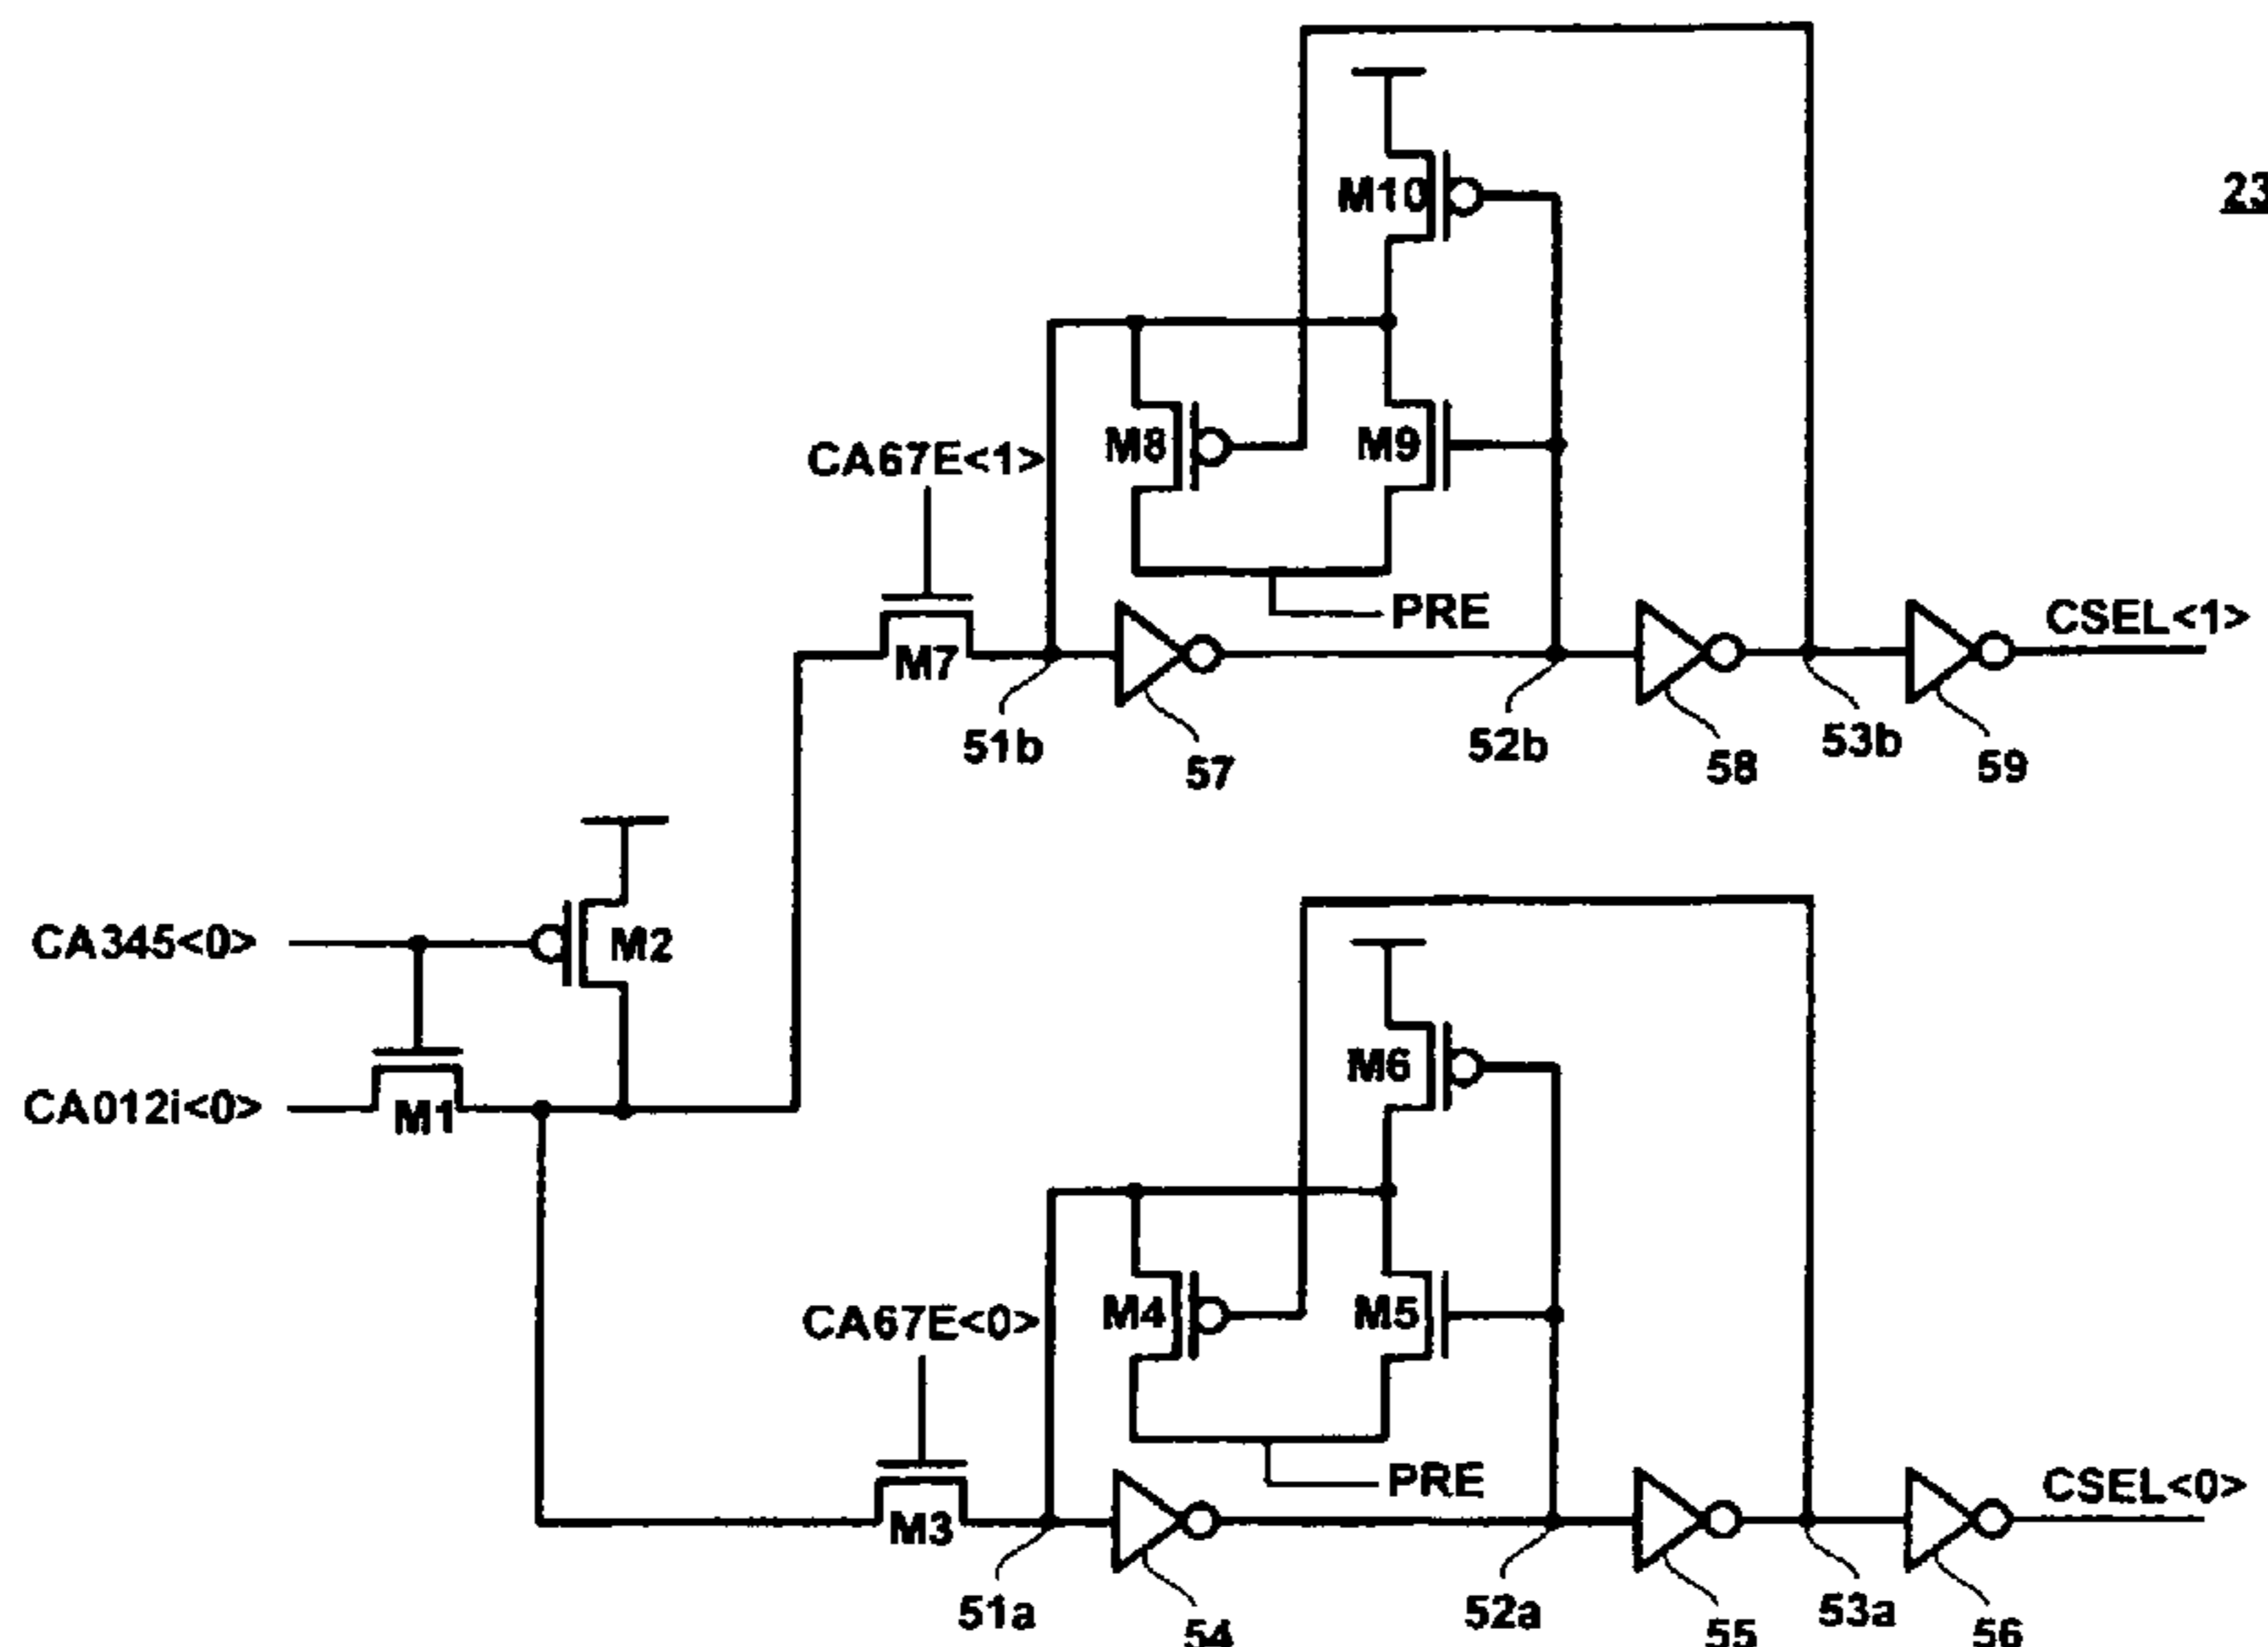 23
M10
M8
M9
CA67E<1>
PRE
CSEL<1>
M7
51b
57
52b
58
53b
59
CA345<0>
M2
CA012i<0>
M1
M6
M4
M5
CA67E<0>
PRE
CSEL<0>
M3
51a
54
52a
55
53a
56